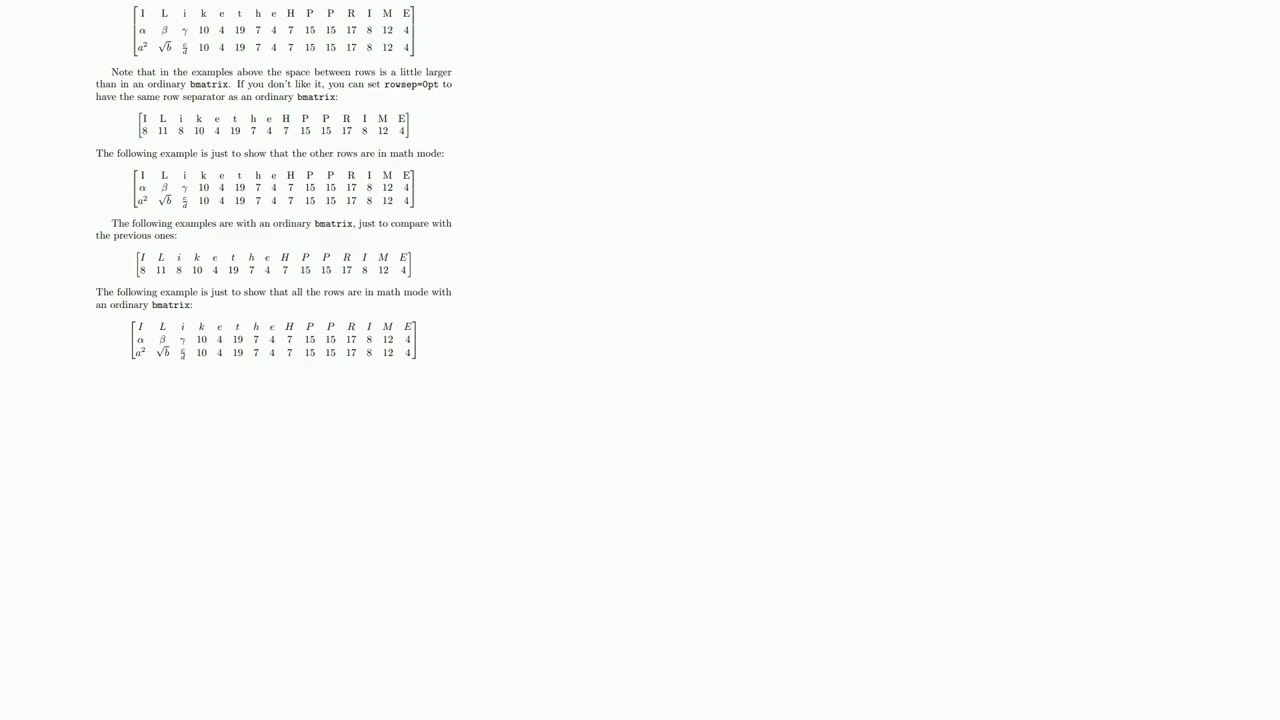 I L i k e t h e H P P R I M E
α β γ 10 4 19 7 4 7 15 15 17 8 12 4
a² √b c/d 10 4 19 7 4 7 15 15 17 8 12 4
Note that in the examples above the space between rows is a little larger
than in an ordinary bmatrix. If you don't like it, you can set rowsep=0pt to
have the same row separator as an ordinary bmatrix:
I L i k e t h e H P P R I M E
8 11 8 10 4 19 7 4 7 15 15 17 8 12 4
The following example is just to show that the other rows are in math mode:
I L i k e t h e H P P R I M E
α β γ 10 4 19 7 4 7 15 15 17 8 12 4
a² √b c/d 10 4 19 7 4 7 15 15 17 8 12 4
The following examples are with an ordinary bmatrix, just to compare with
the previous ones:
I L i k e t h e H P P R I M E
8 11 8 10 4 19 7 4 7 15 15 17 8 12 4
The following example is just to show that all the rows are in math mode with
an ordinary bmatrix:
I L i k e t h e H P P R I M E
α β γ 10 4 19 7 4 7 15 15 17 8 12 4
a² √b c/d 10 4 19 7 4 7 15 15 17 8 12 4